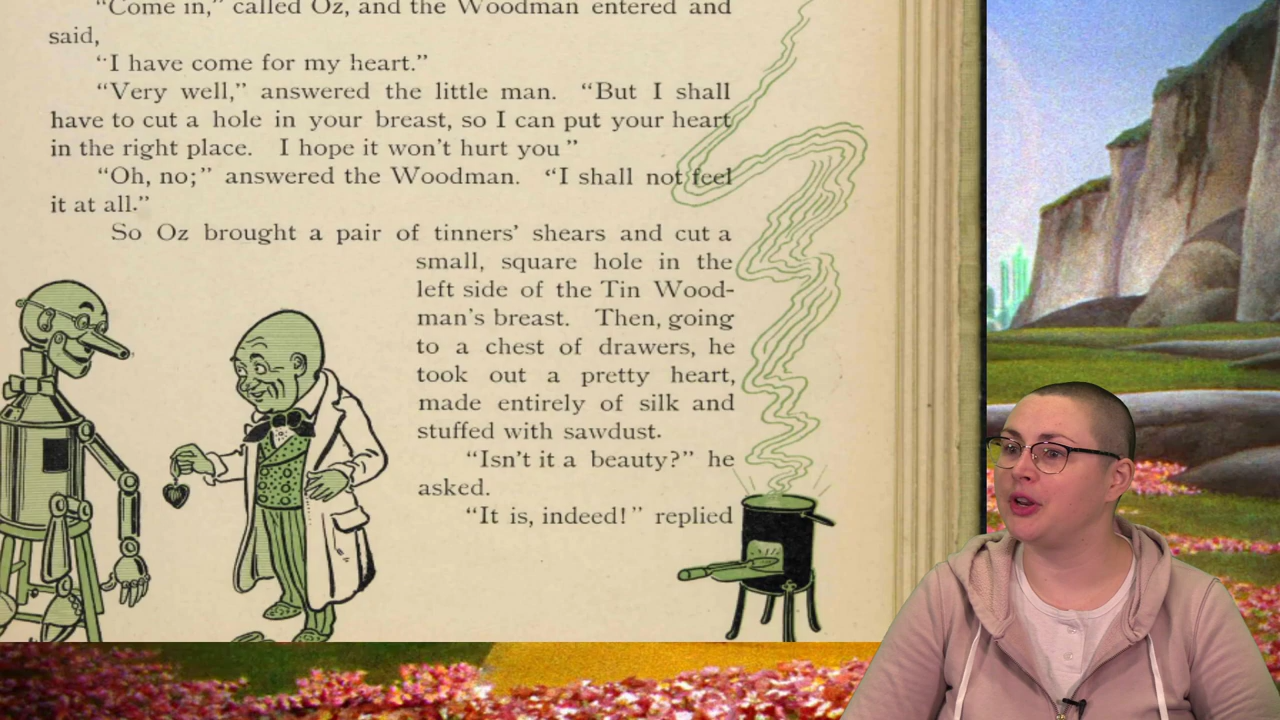 "Come in," called Oz, and the Woodman entered and
said,
"I have come for my heart."
"Very well," answered the little man. "But I shall
have to cut a hole in your breast, so I can put your heart
in the right place. I hope it won't hurt you"
"Oh, no;" answered the Woodman. "I shall not feel
it at all."
So Oz brought a pair of tinners' shears and cut a
small, square hole in the
left side of the Tin Wood-
man's breast. Then, going
to a chest of drawers, he
took out a pretty heart,
made entirely of silk and
stuffed with sawdust.
"Isn't it a beauty?" he
asked.
"It is, indeed!" replied